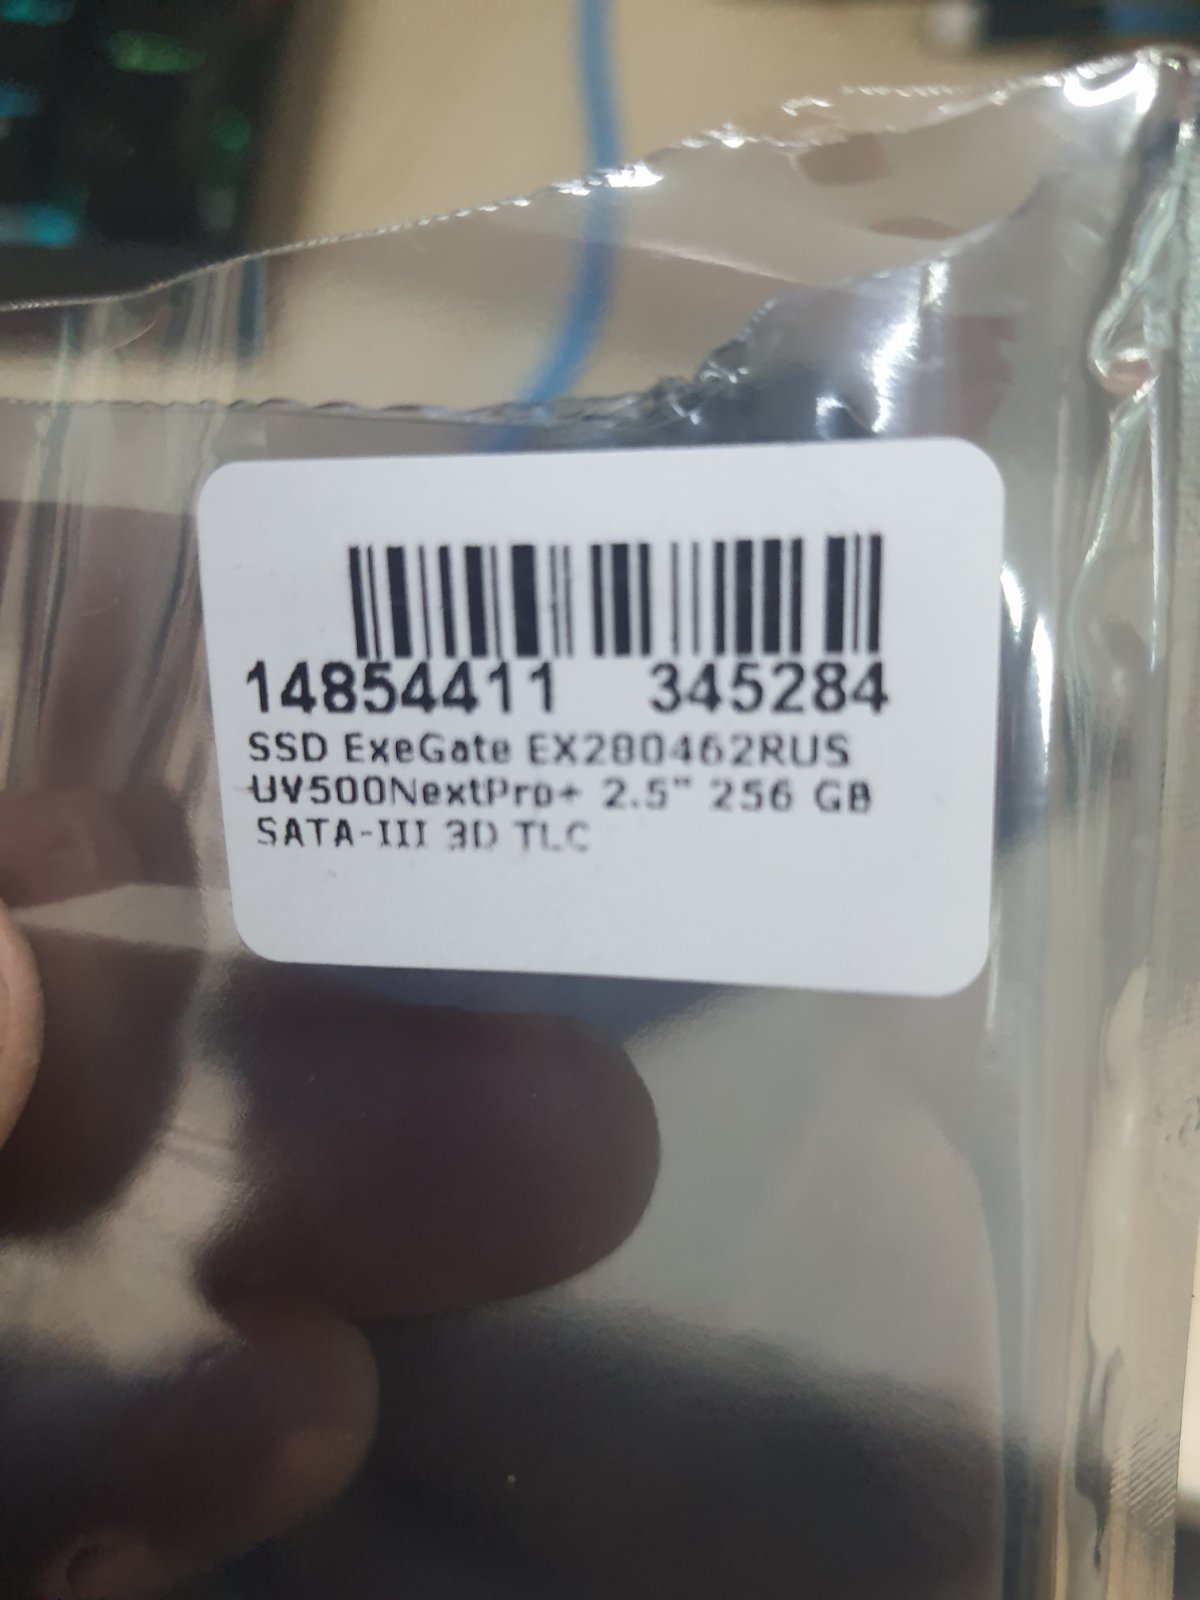 14854411 345284
SSD ExeGate EX280462RUS
UV500NextPro+ 2.5" 256 GB
SATA-III 3D TLC